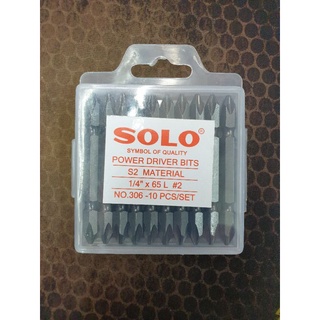 SOLO®
SYMBOL OF QUALITY
POWER DRIVER BITS
S2 MATERIAL
1/4" x 65 L #2
NO.306 -10 PCS/SET